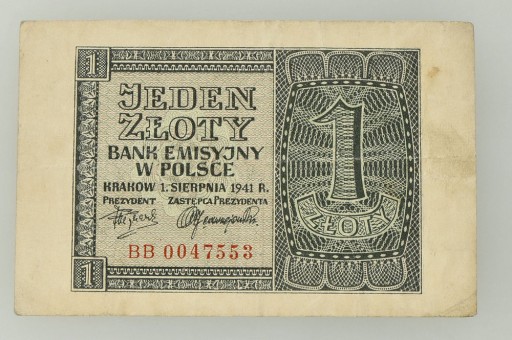 1
JEDEN
ZŁOTY
BANK EMISYJNY
W POLSCE
KRAKÓW 1. SIERPNIA 1941 R.
PREZYDENT ZASTĘPCA PREZYDENTA
BB 0047553
1
1
ZŁOTY